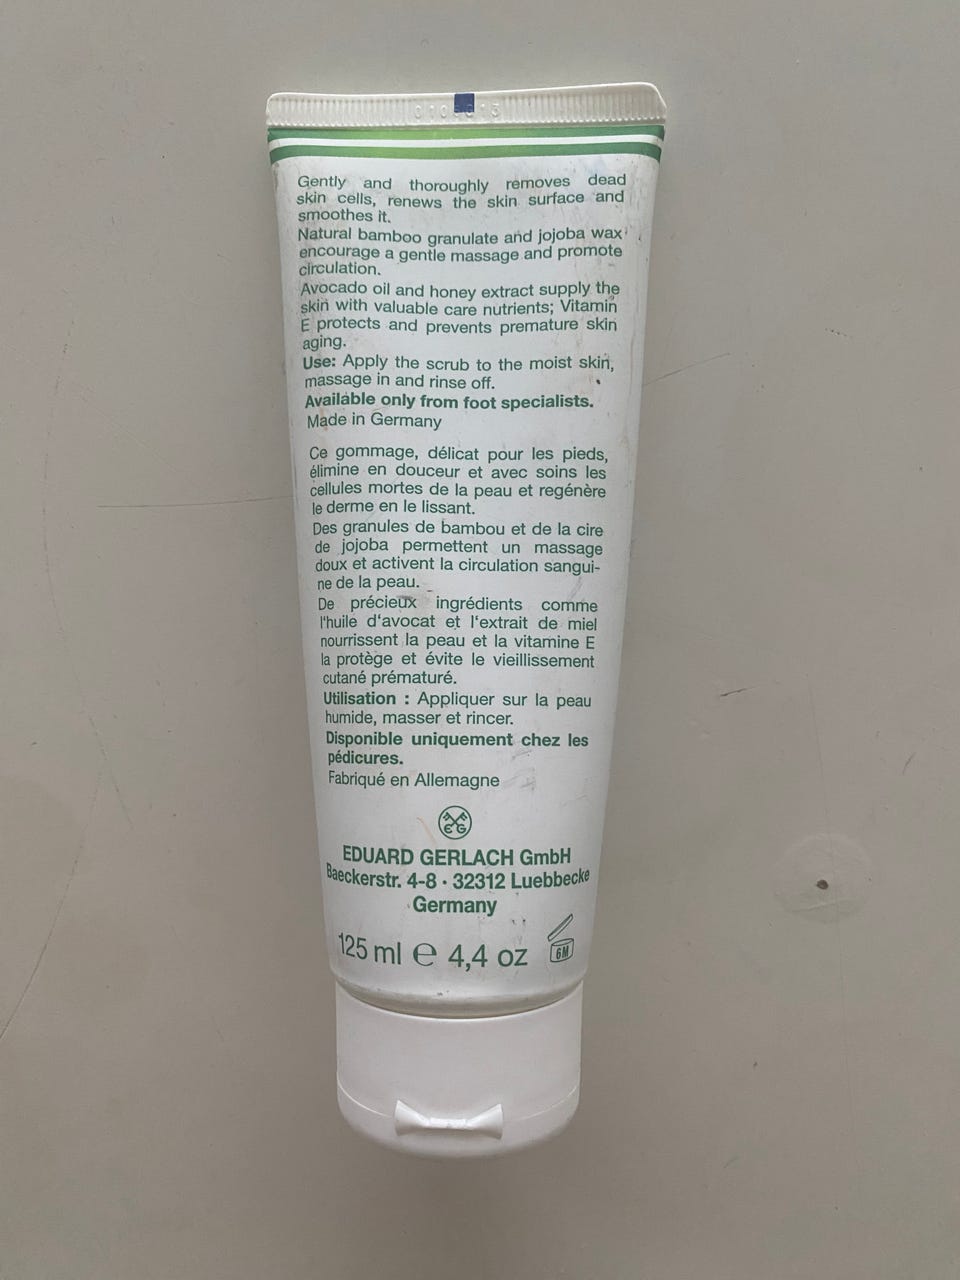 Gently and thoroughly removes dead
skin cells, renews the skin surface and
smoothes it.
Natural bamboo granulate and jojoba wax
encourage a gentle massage and promote
circulation.
Avocado oil and honey extract supply the
skin with valuable care nutrients; Vitamin
E protects and prevents premature skin
aging.
Use: Apply the scrub to the moist skin,
massage in and rinse off.
Available only from foot specialists.
Made in Germany
Ce gommage, délicat pour les pieds,
élimine en douceur et avec soins les
cellules mortes de la peau et regénère
le derme en le lissant.
Des granules de bambou et de la cire
de jojoba permettent un massage
doux et activent la circulation sangui-
ne de la peau.
De précieux ingrédients comme
l'huile d'avocat et l'extrait de miel
nourrissent la peau et la vitamine E
la protège et évite le vieillissement
cutané prématuré.
Utilisation : Appliquer sur la peau
humide, masser et rincer.
Disponible uniquement chez les
pédicures.
Fabriqué en Allemagne
EG
EDUARD GERLACH GmbH
Baeckerstr. 4-8 · 32312 Luebbecke
Germany
125 ml ℮ 4,4 oz
6M